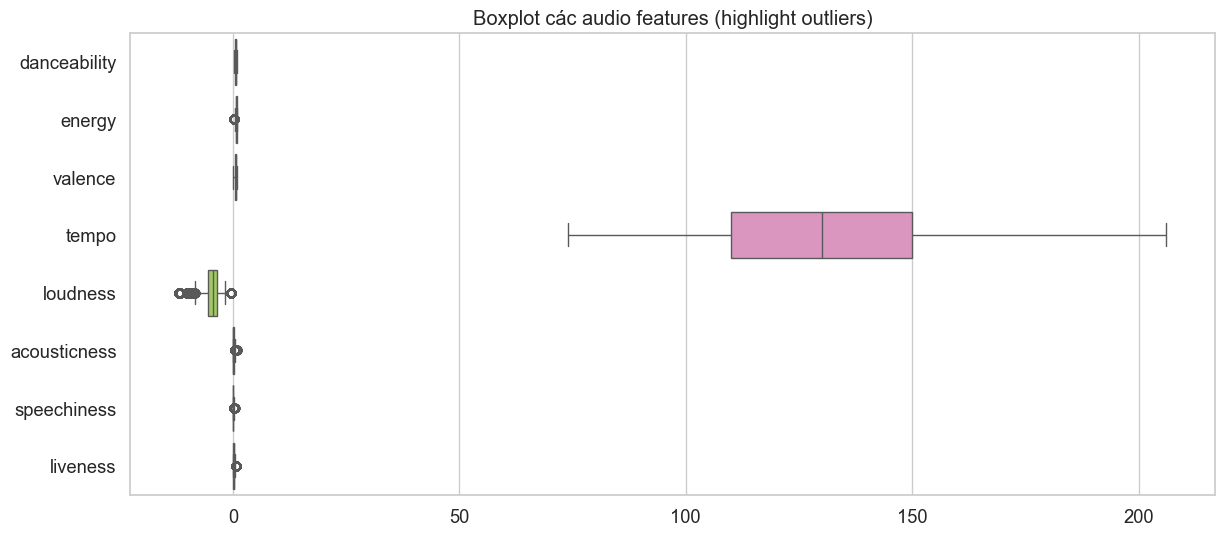 Boxplot các audio features (highlight outliers)
danceability
energy
valence
tempo
loudness
acousticness
speechiness
liveness
0 50 100 150 200